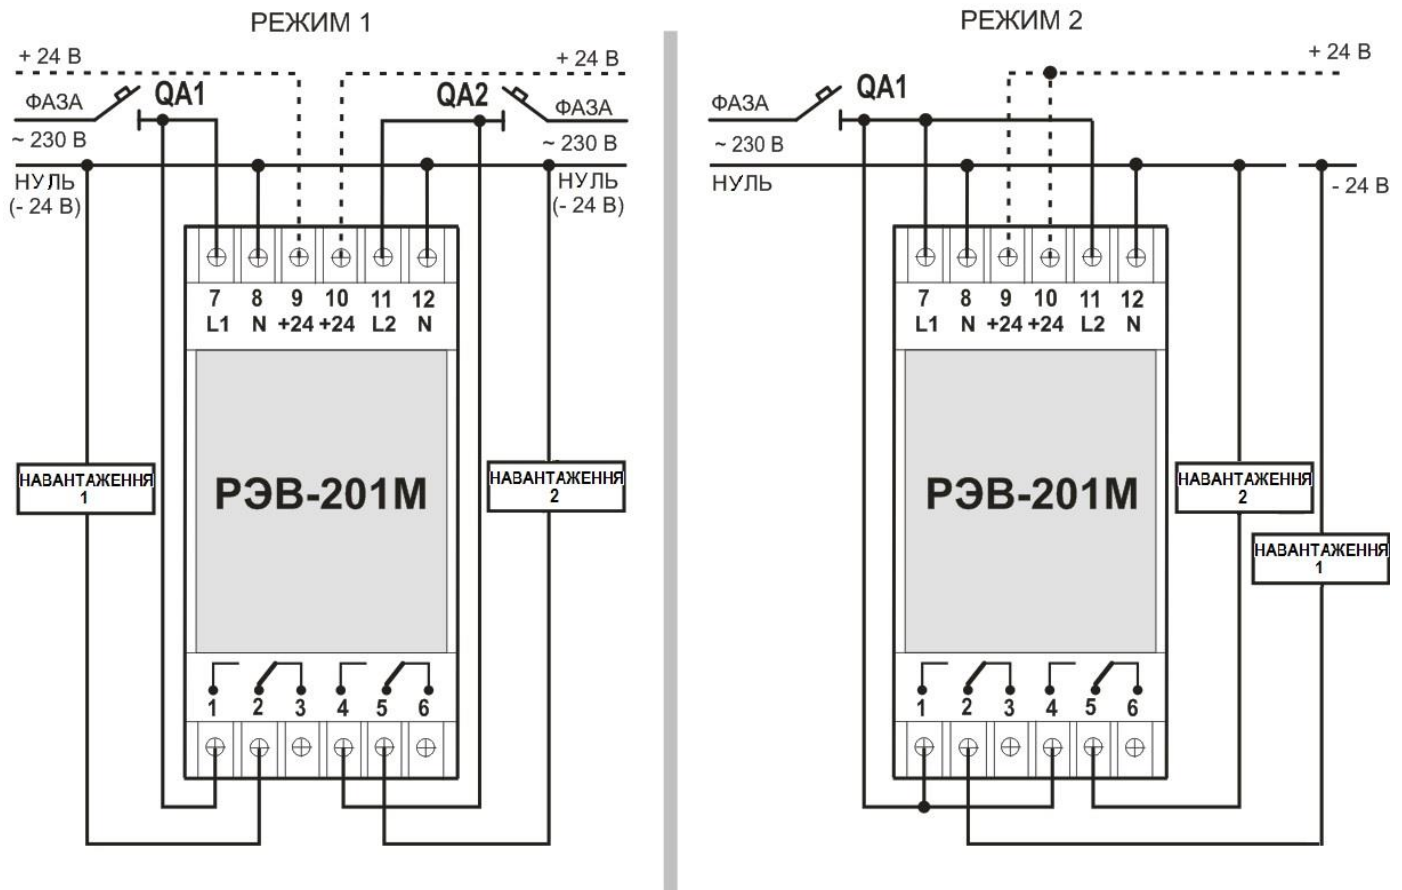 РЕЖИМ 1
+ 24 В
+ 24 В
QA1
QA2
ФАЗА
ФАЗА
~ 230 В
~ 230 В
НУЛЬ
(- 24 В)
НУЛЬ
(- 24 В)
7 8 9 10 11 12
L1 N +24 +24 L2 N
НАВАНТАЖЕННЯ
1
РЭВ-201М
НАВАНТАЖЕННЯ
2
1 2 3 4 5 6
РЕЖИМ 2
+ 24 В
QA1
ФАЗА
~ 230 В
НУЛЬ
- 24 В
7 8 9 10 11 12
L1 N +24 +24 L2 N
РЭВ-201М
НАВАНТАЖЕННЯ
2
НАВАНТАЖЕННЯ
1
1 2 3 4 5 6